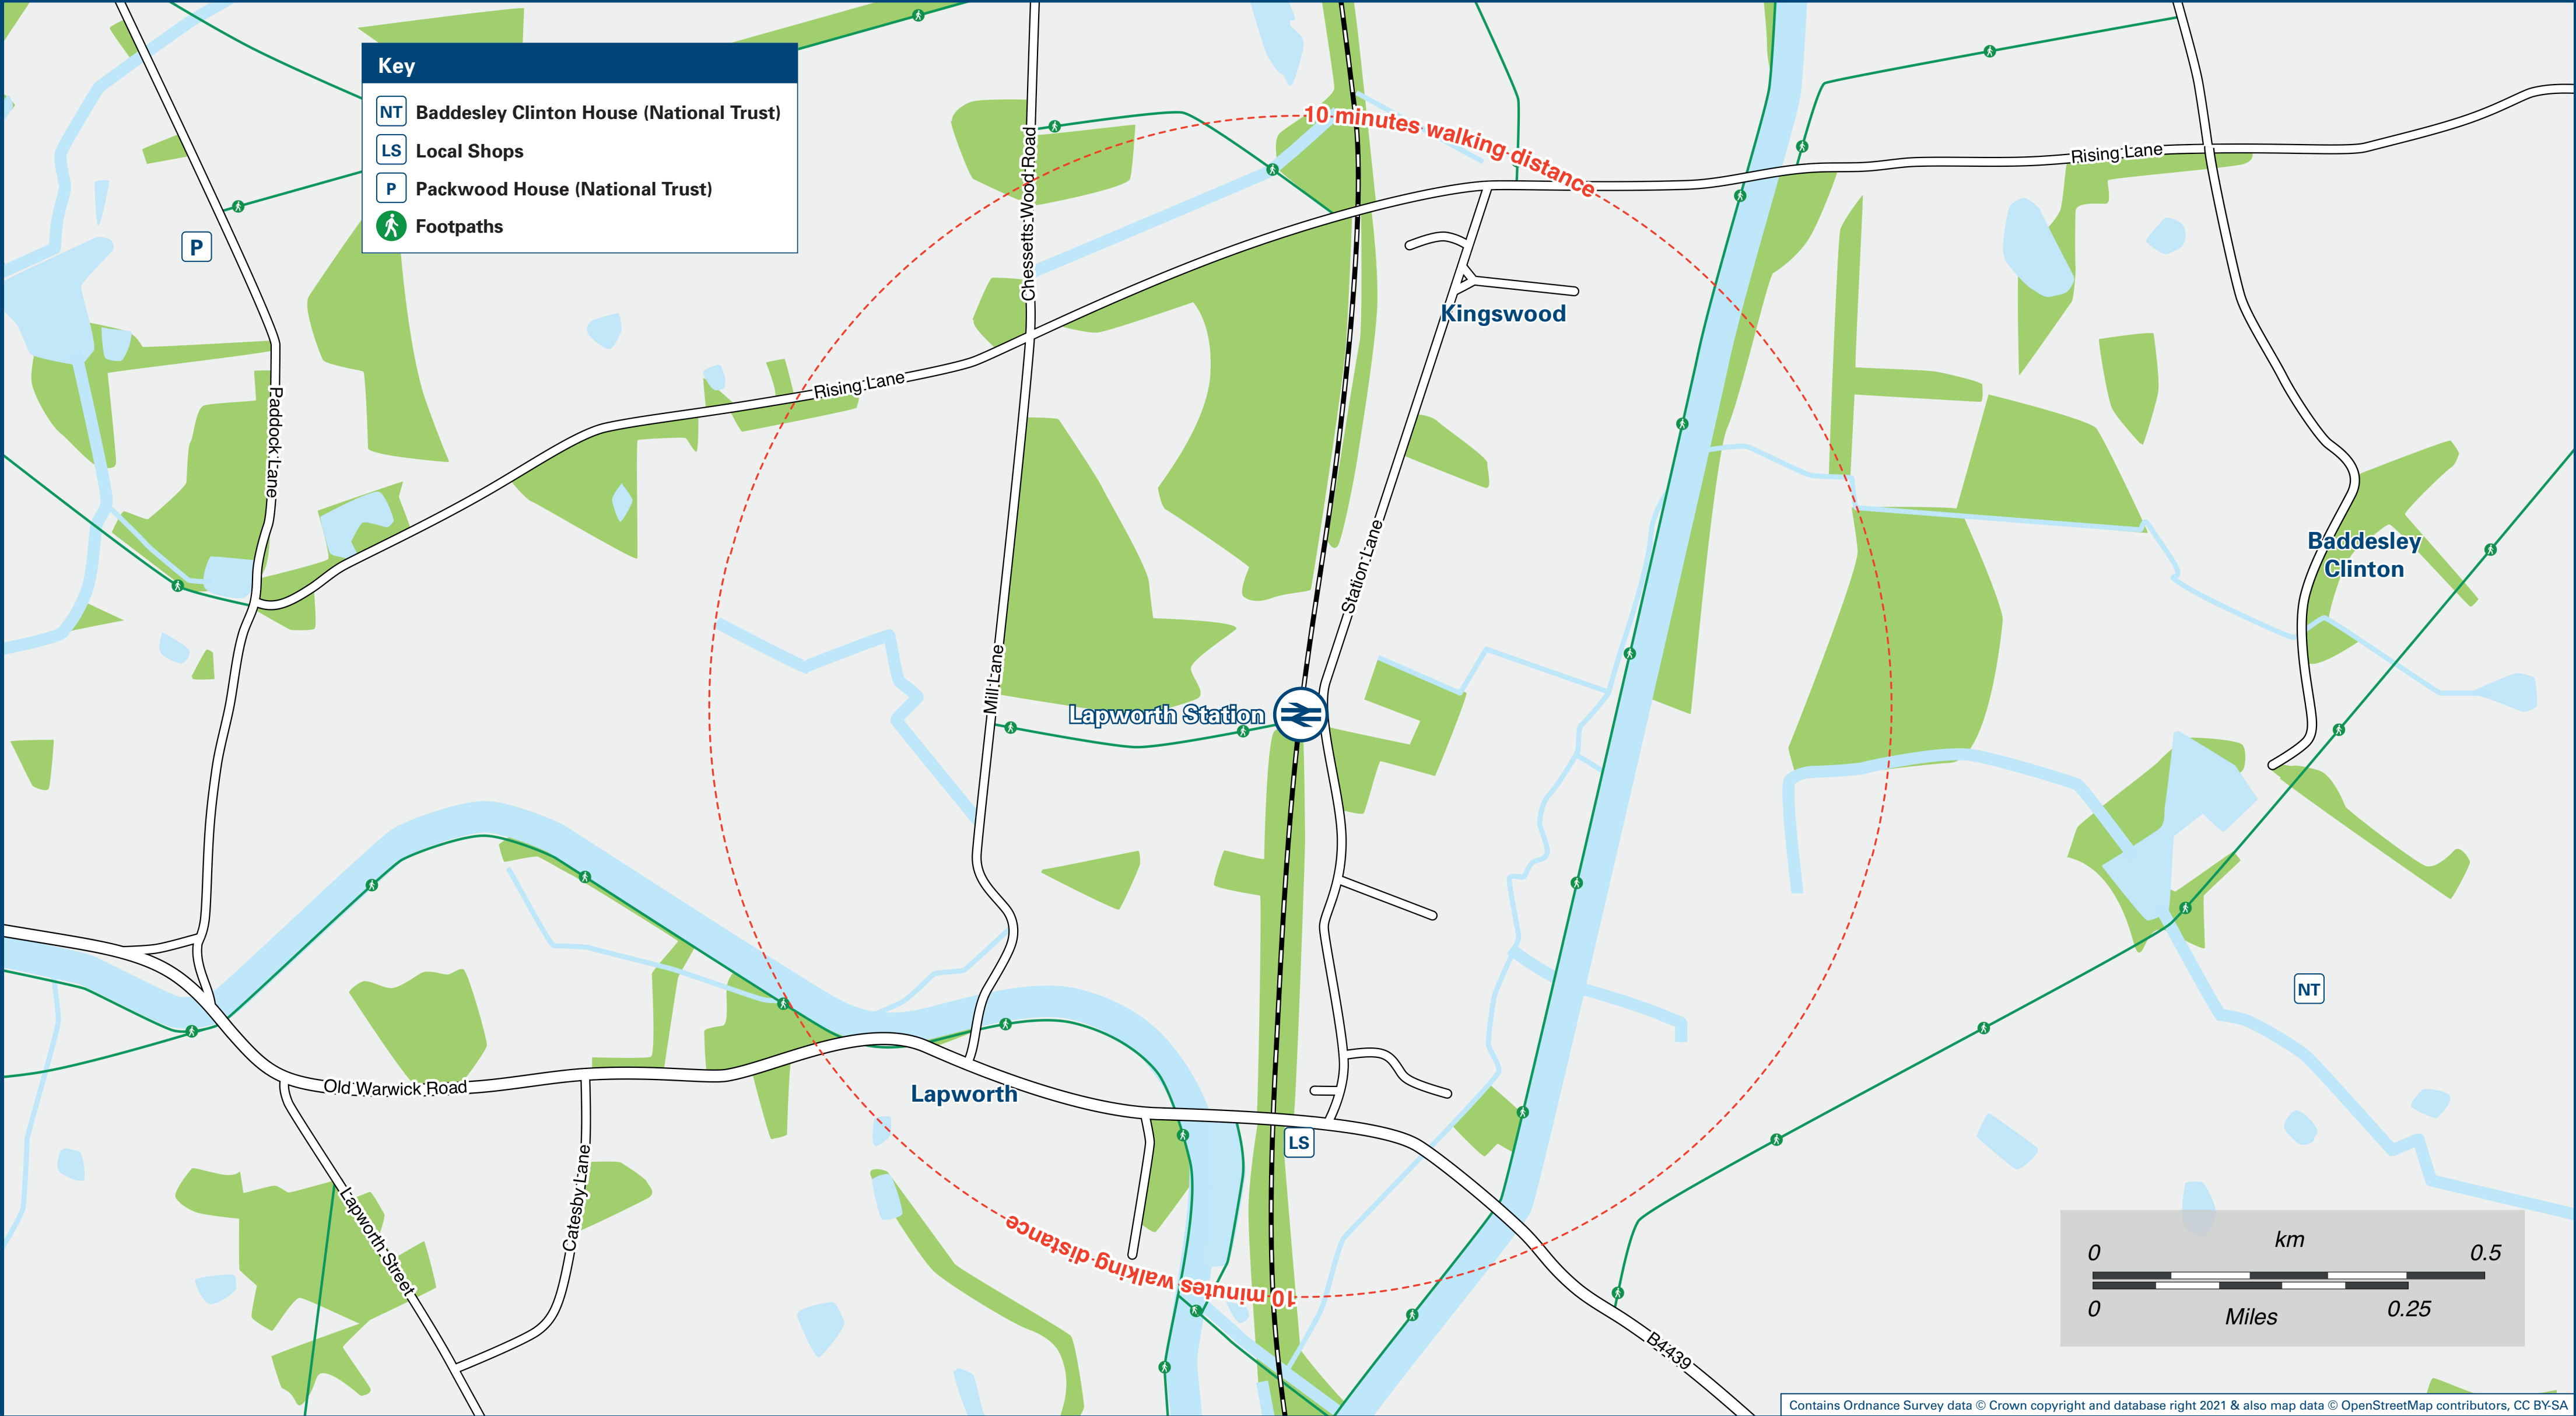 Key
NT Baddesley Clinton House (National Trust)
LS Local Shops
P Packwood House (National Trust)
Footpaths
10 minutes walking distance
Rising Lane
Chessetts Wood Road
P
Kingswood
Rising Lane
Paddock Lane
Station Lane
Baddesley
Clinton
Mill Lane
Lapworth Station
NT
Old Warwick Road
Lapworth
LS
Catesby Lane
Lapworth Street
10 minutes walking distance
B4439
km
0 0.5
0 0.25
Miles
Contains Ordnance Survey data © Crown copyright and database right 2021 & also map data © OpenStreetMap contributors, CC BY-SA